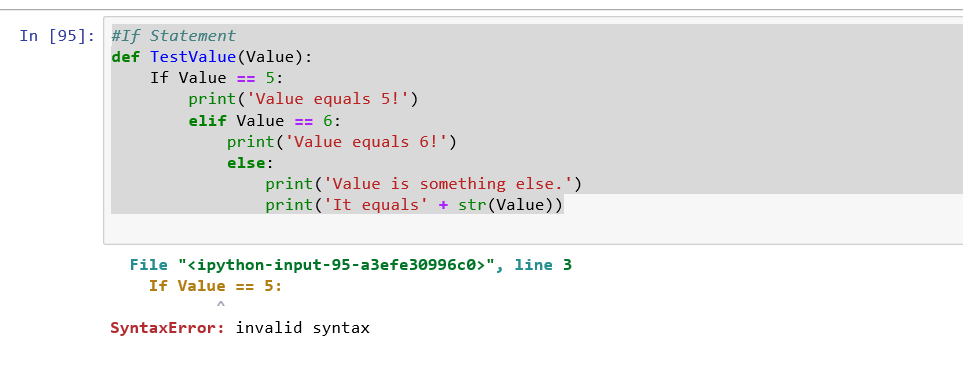 In [95]: #If Statement
def TestValue(Value):
    If Value == 5:
        print('Value equals 5!')
        elif Value == 6:
            print('Value equals 6!')
            else:
                print('Value is something else.')
                print('It equals' + str(Value))
File "<ipython-input-95-a3efe30996c0>", line 3
    If Value == 5:
           ^
SyntaxError: invalid syntax